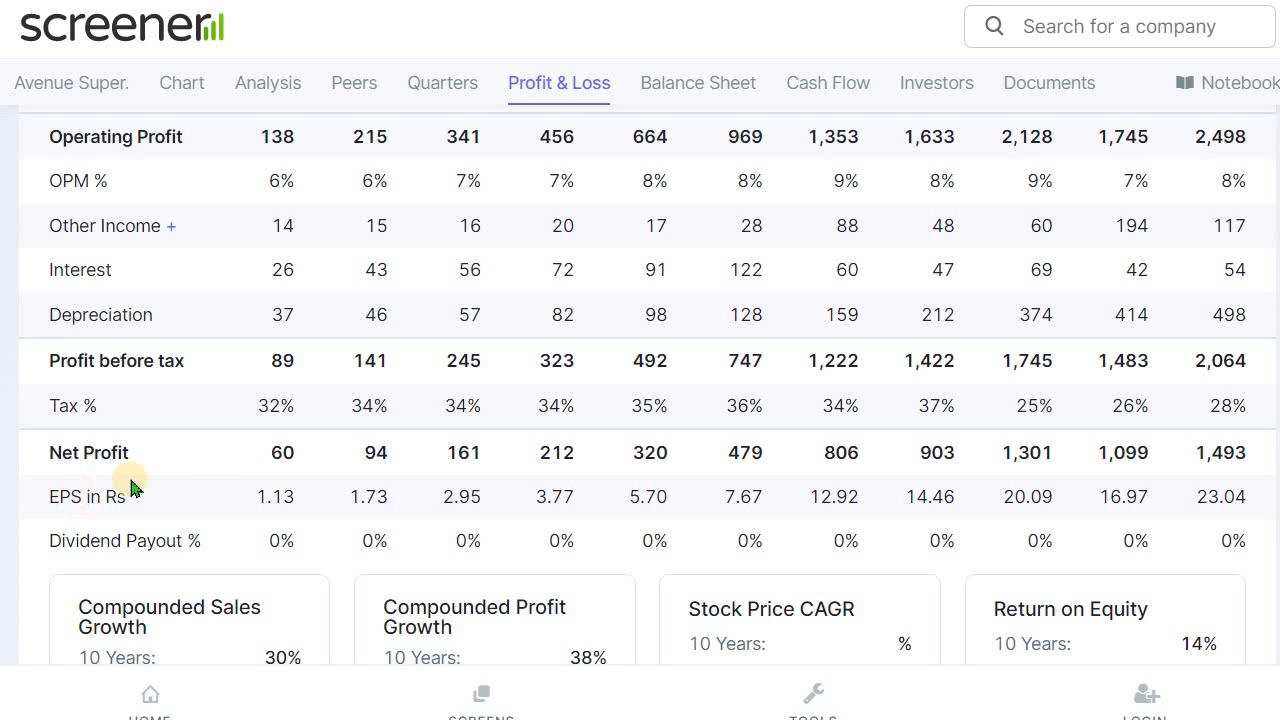 screener
Search for a company
Avenue Super. Chart Analysis Peers Quarters Profit & Loss Balance Sheet Cash Flow Investors Documents Notebook
Operating Profit 138 215 341 456 664 969 1,353 1,633 2,128 1,745 2,498
OPM % 6% 6% 7% 7% 8% 8% 9% 8% 9% 7% 8%
Other Income + 14 15 16 20 17 28 88 48 60 194 117
Interest 26 43 56 72 91 122 60 47 69 42 54
Depreciation 37 46 57 82 98 128 159 212 374 414 498
Profit before tax 89 141 245 323 492 747 1,222 1,422 1,745 1,483 2,064
Tax % 32% 34% 34% 34% 35% 36% 34% 37% 25% 26% 28%
Net Profit 60 94 161 212 320 479 806 903 1,301 1,099 1,493
EPS in Rs 1.13 1.73 2.95 3.77 5.70 7.67 12.92 14.46 20.09 16.97 23.04
Dividend Payout % 0% 0% 0% 0% 0% 0% 0% 0% 0% 0% 0%
Compounded Sales
Growth
10 Years: 30%
Compounded Profit
Growth
10 Years: 38%
Stock Price CAGR
10 Years: %
Return on Equity
10 Years: 14%
HOME SCREENS TOOLS LOGIN